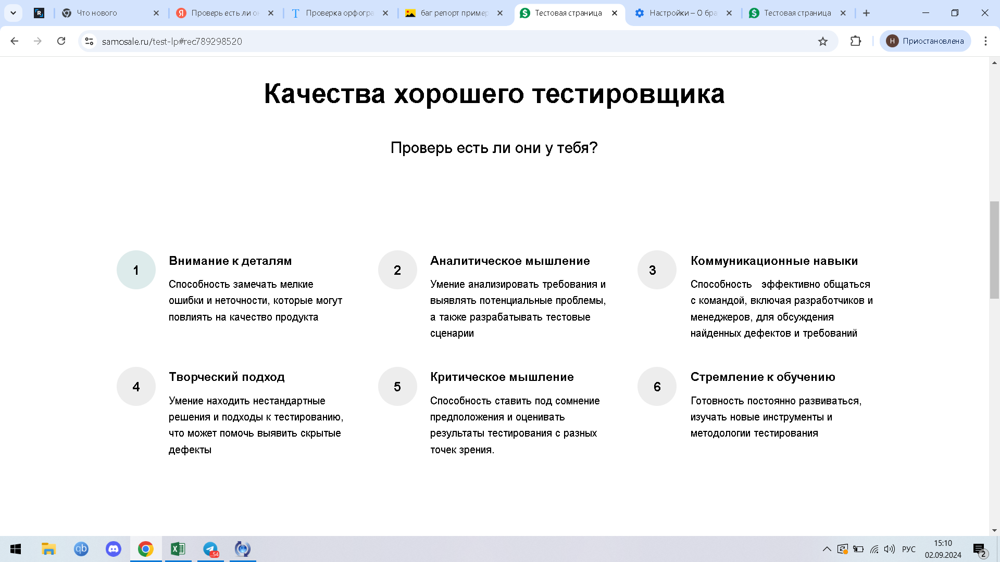 Что нового
Проверь есть ли он
Проверка орфогра
баг репорт пример
Тестовая страница
Настройки – О бра
Тестовая страница
samosale.ru/test-lp#rec789298520
Н
Приостановлена
Качества хорошего тестировщика
Проверь есть ли они у тебя?
1
Внимание к деталям
Способность замечать мелкие
ошибки и неточности, которые могут
повлиять на качество продукта
2
Аналитическое мышление
Умение анализировать требования и
выявлять потенциальные проблемы,
а также разрабатывать тестовые
сценарии
3
Коммуникационные навыки
Способность   эффективно общаться
с командой, включая разработчиков и
менеджеров, для обсуждения
найденных дефектов и требований
4
Творческий подход
Умение находить нестандартные
решения и подходы к тестированию,
что может помочь выявить скрытые
дефекты
5
Критическое мышление
Способность ставить под сомнение
предположения и оценивать
результаты тестирования с разных
точек зрения.
6
Стремление к обучению
Готовность постоянно развиваться,
изучать новые инструменты и
методологии тестирования
qb
..54
РУС
15:10
02.09.2024
2